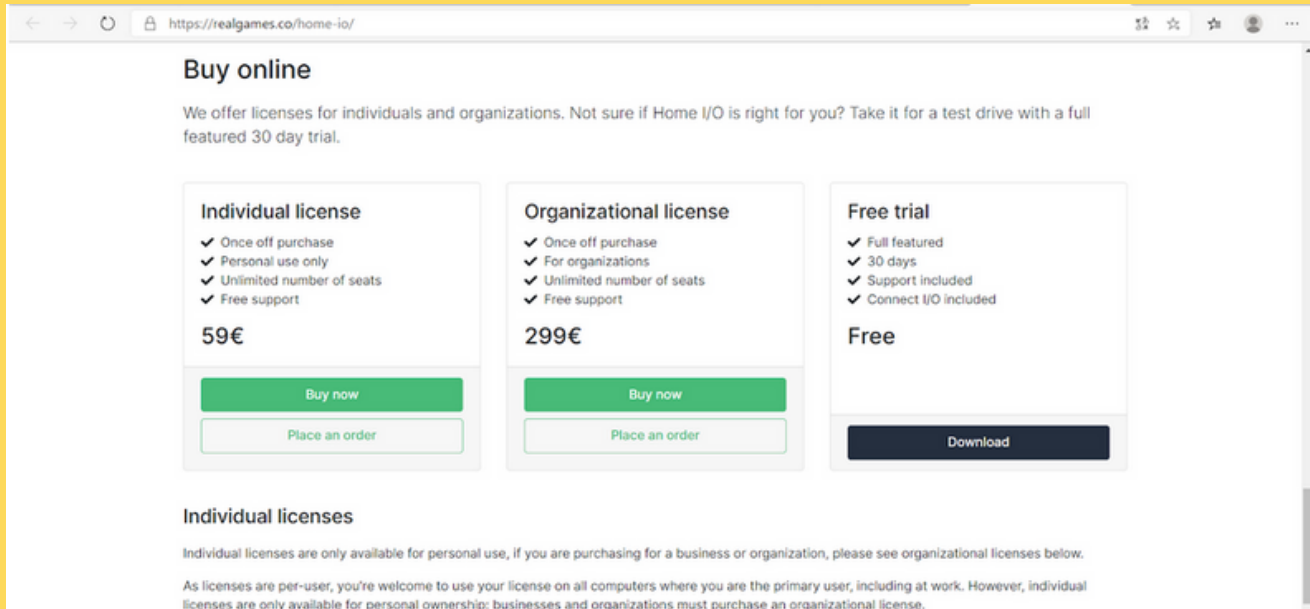 https://realgames.co/home-io/
Buy online
We offer licenses for individuals and organizations. Not sure if Home I/O is right for you? Take it for a test drive with a full
featured 30 day trial.
Individual license
Once off purchase
Personal use only
Unlimited number of seats
Free support
59€
Buy now
Place an order
Organizational license
Once off purchase
For organizations
Unlimited number of seats
Free support
299€
Buy now
Place an order
Free trial
Full featured
30 days
Support included
Connect I/O included
Free
Download
Individual licenses
Individual licenses are only available for personal use, if you are purchasing for a business or organization, please see organizational licenses below.
As licenses are per-user, you're welcome to use your license on all computers where you are the primary user, including at work. However, individual
licenses are only available for personal ownership; businesses and organizations must purchase an organizational license.